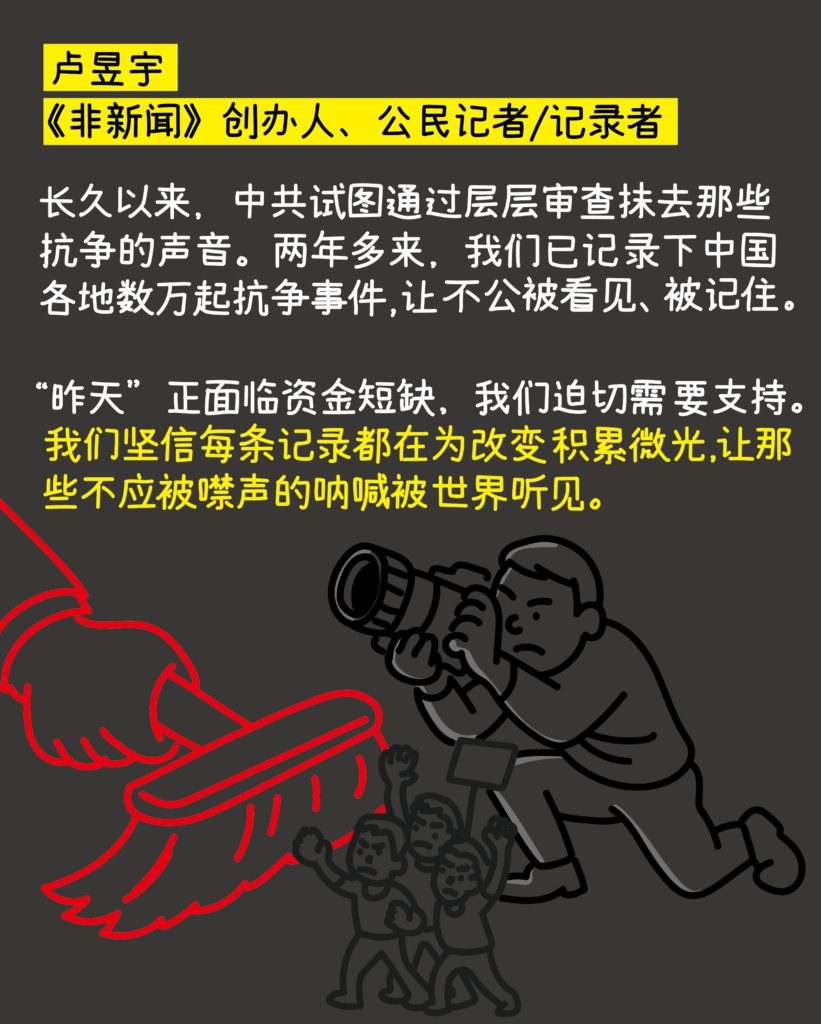 卢昱宇
《非新闻》创办人、公民记者/记录者
长久以来，中共试图通过层层审查抹去那些
抗争的声音。两年多来，我们已记录下中国
各地数万起抗争事件,让不公被看见、被记住。
“昨天”正面临资金短缺，我们迫切需要支持。
我们坚信每条记录都在为改变积累微光,让那
些不应被噤声的呐喊被世界听见。